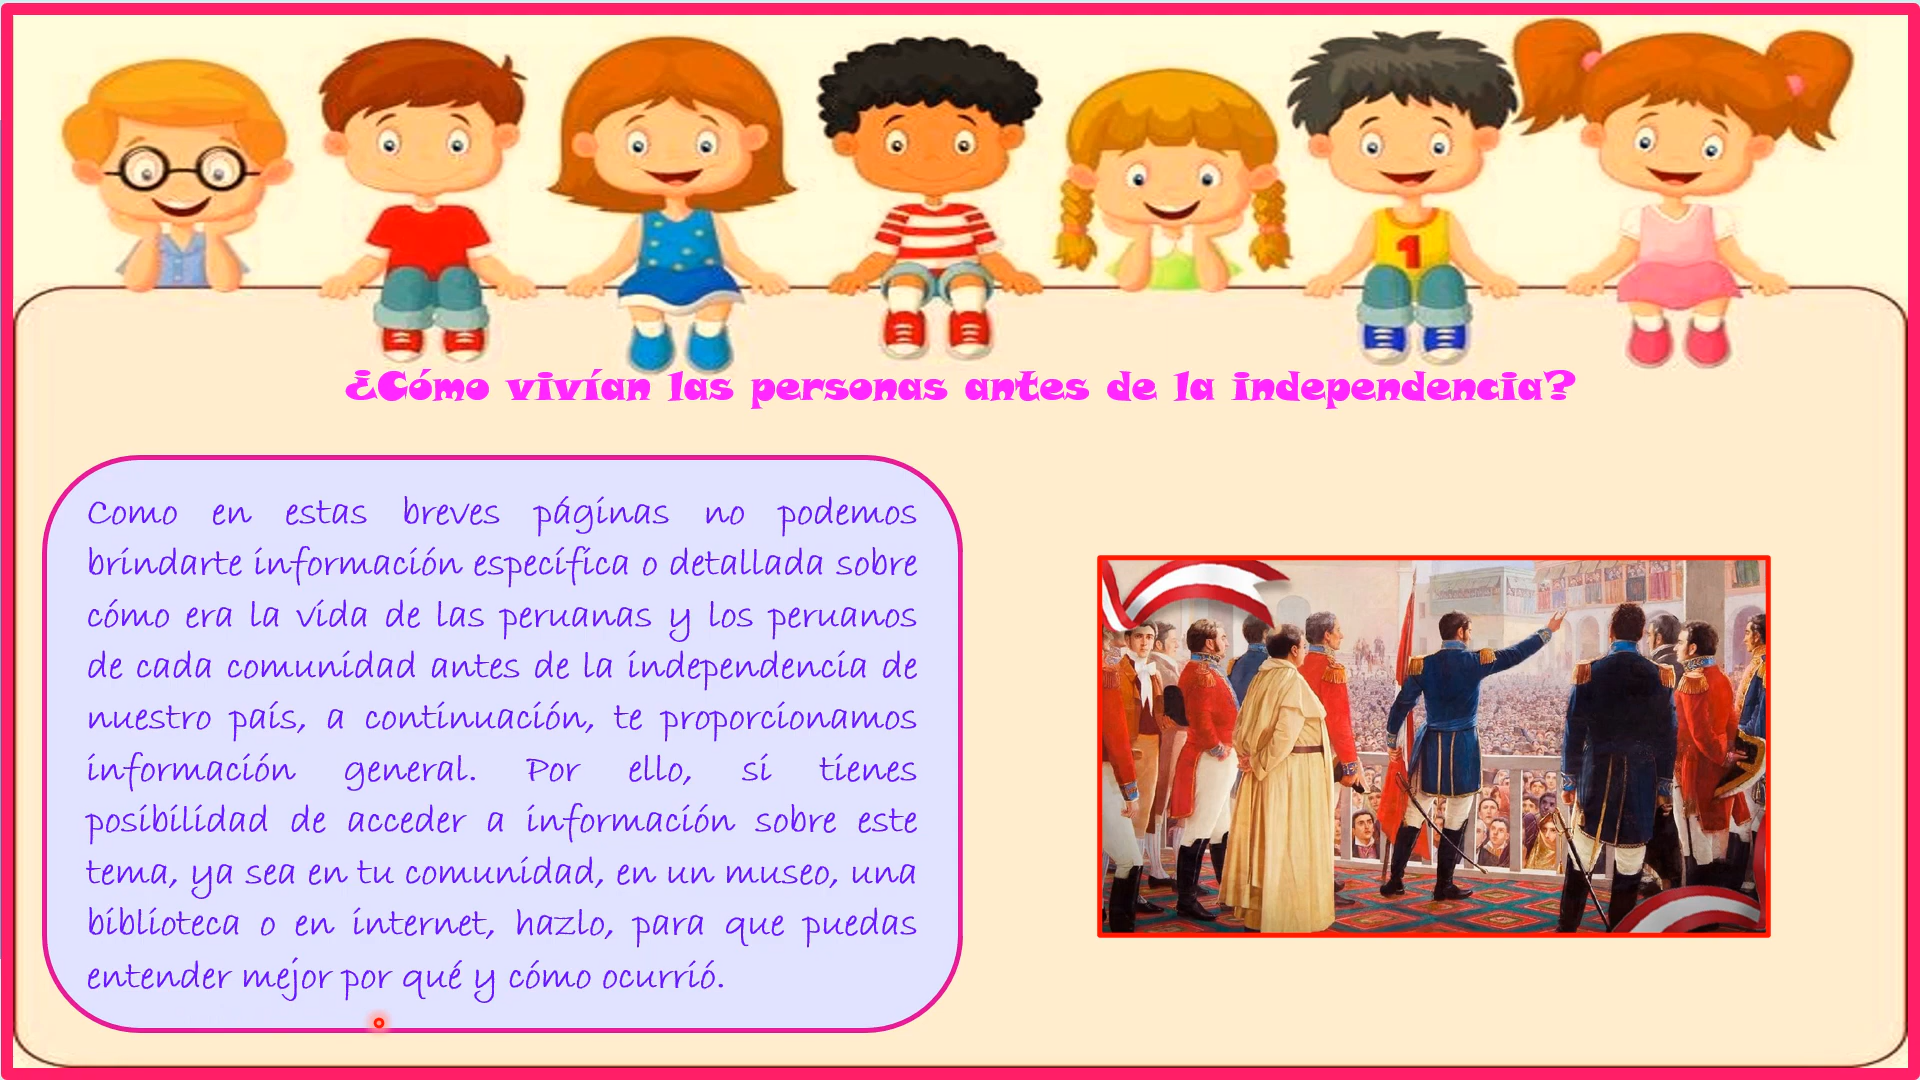 1
¿Cómo vivían las personas antes de la independencia?
Como en estas breves páginas no podemos
brindarte información específica o detallada sobre
cómo era la vida de las peruanas y los peruanos
de cada comunidad antes de la independencia de
nuestro país, a continuación, te proporcionamos
información general. Por ello, si tienes
posibilidad de acceder a información sobre este
tema, ya sea en tu comunidad, en un museo, una
biblioteca o en internet, hazlo, para que puedas
entender mejor por qué y cómo ocurrió.